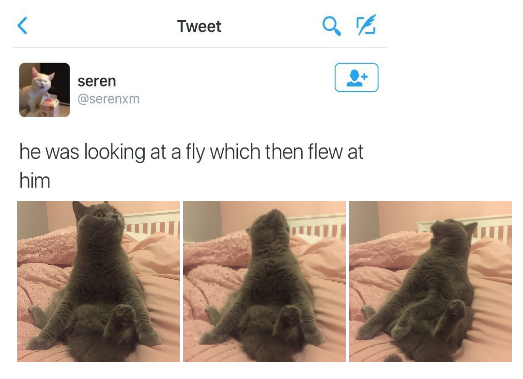 Tweet
seren
@serenxm
he was looking at a fly which then flew at
him